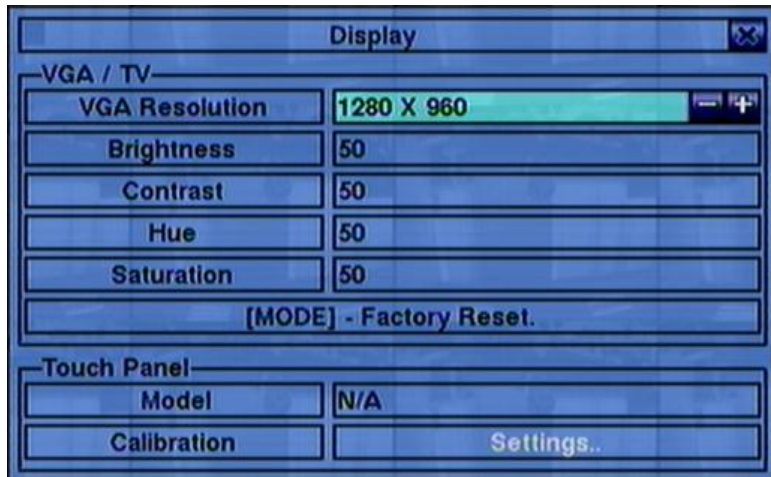 Display
VGA / TV
VGA Resolution 1280 X 960
Brightness 50
Contrast 50
Hue 50
Saturation 50
[MODE] - Factory Reset.
Touch Panel
Model N/A
Calibration Settings..